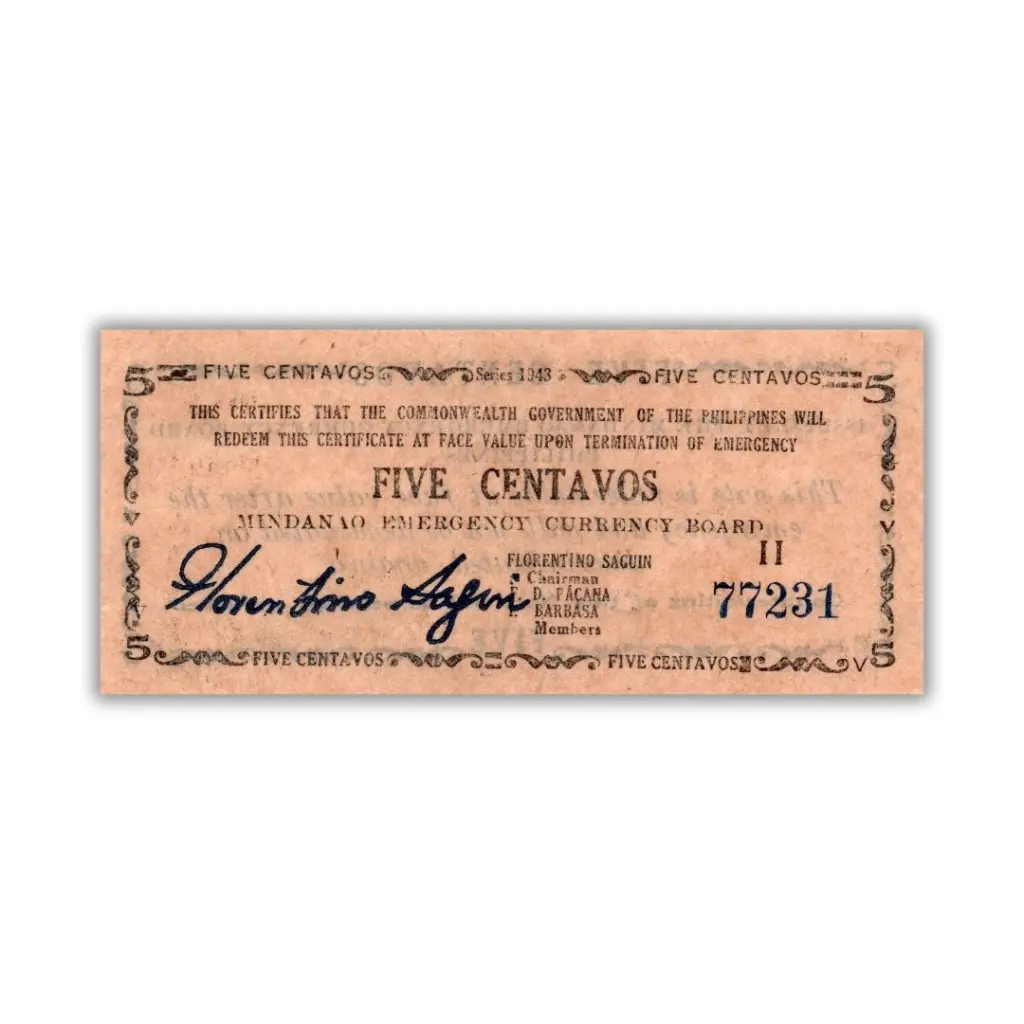 5 FIVE CENTAVOS Series 1943 FIVE CENTAVOS 5
THIS CERTIFIES THAT THE COMMONWEALTH GOVERNMENT OF THE PHILIPPINES WILL
REDEEM THIS CERTIFICATE AT FACE VALUE UPON TERMINATION OF EMERGENCY
FIVE CENTAVOS
MINDANAO EMERGENCY CURRENCY BOARD
II
FLORENTINO SAGUIN
Chairman
D. PACANA
BARBASA
Members
Florentino Saguin
77231
5 FIVE CENTAVOS FIVE CENTAVOS V 5